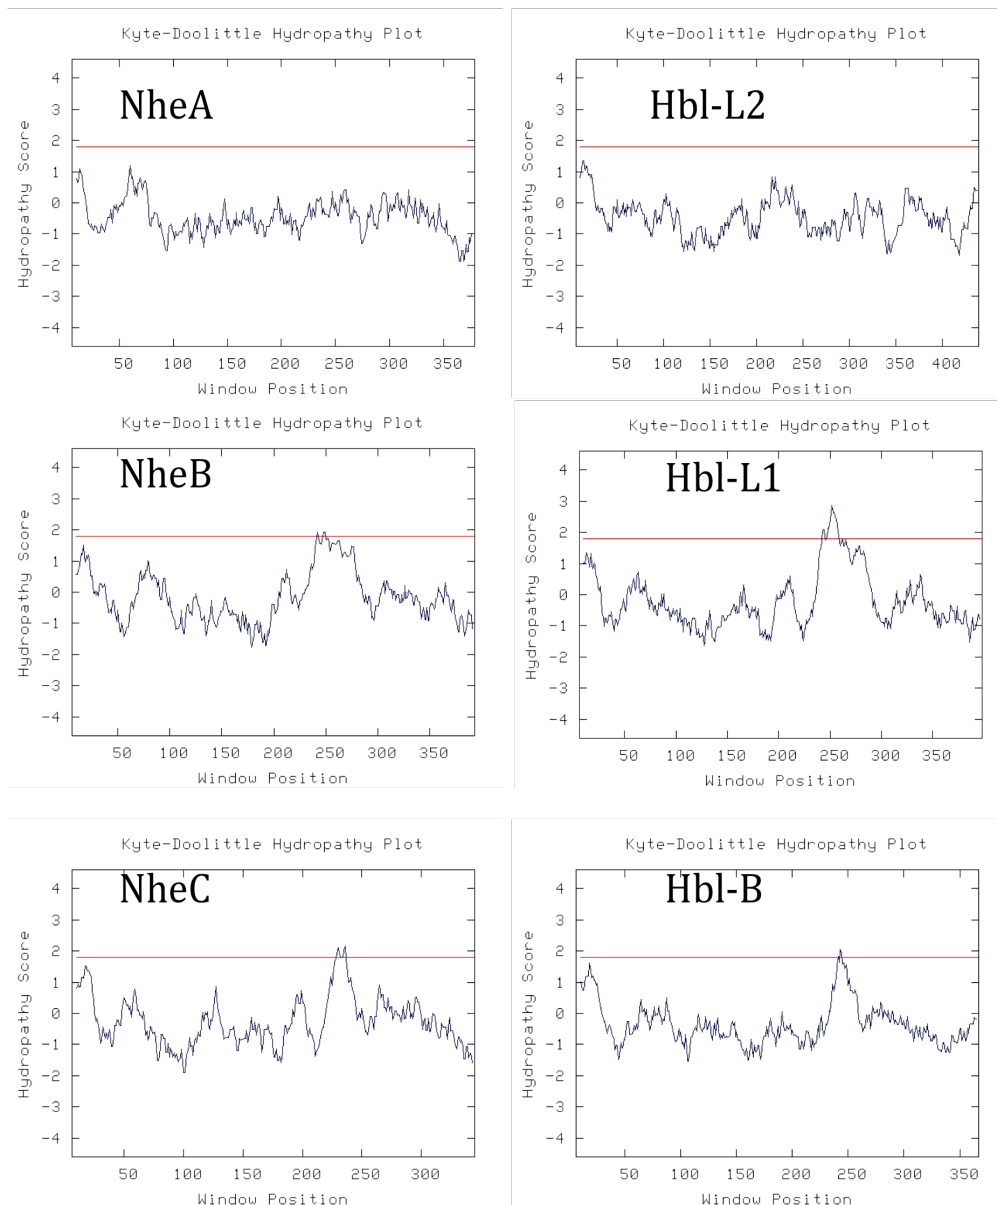 Kyte-Doolittle Hydropathy Plot
NheA
Hydropathy Score
4
3
2
1
0
-1
-2
-3
-4
50 100 150 200 250 300 350
Window Position
Kyte-Doolittle Hydropathy Plot
Hbl-L2
Hydropathy Score
4
3
2
1
0
-1
-2
-3
-4
50 100 150 200 250 300 350 400
Window Position
Kyte-Doolittle Hydropathy Plot
NheB
Hydropathy Score
4
3
2
1
0
-1
-2
-3
-4
50 100 150 200 250 300 350
Window Position
Kyte-Doolittle Hydropathy Plot
Hbl-L1
Hydropathy Score
4
3
2
1
0
-1
-2
-3
-4
50 100 150 200 250 300 350
Window Position
Kyte-Doolittle Hydropathy Plot
NheC
Hydropathy Score
4
3
2
1
0
-1
-2
-3
-4
50 100 150 200 250 300
Window Position
Kyte-Doolittle Hydropathy Plot
Hbl-B
Hydropathy Score
4
3
2
1
0
-1
-2
-3
-4
50 100 150 200 250 300 350
Window Position